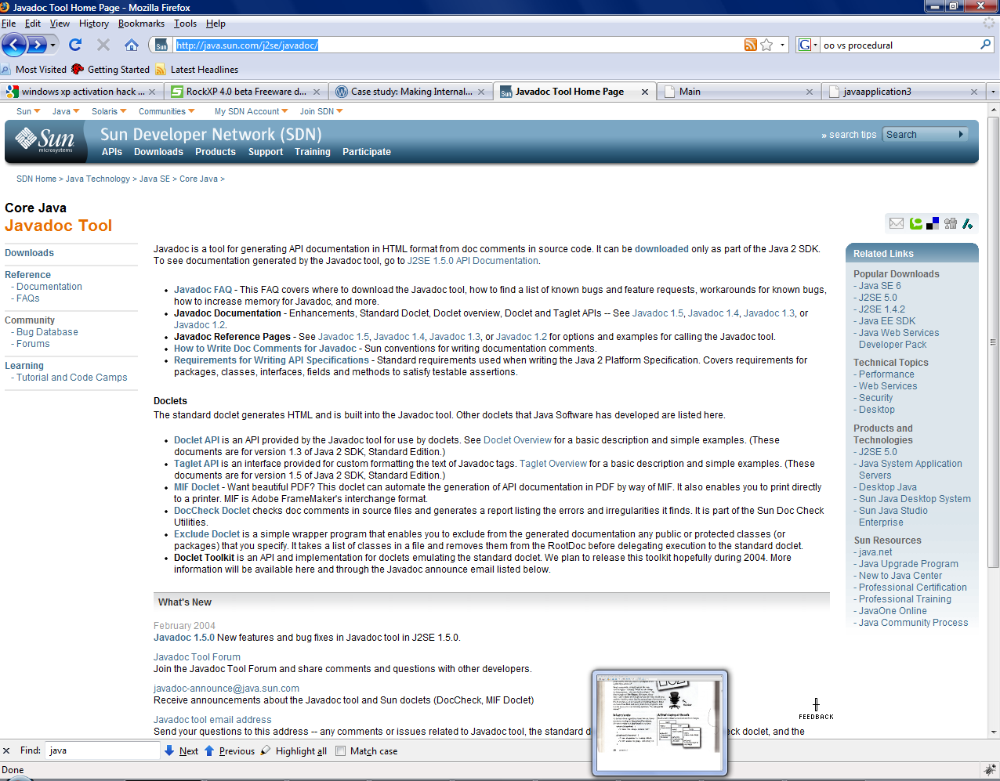 Javadoc Tool Home Page - Mozilla Firefox
File Edit View History Bookmarks Tools Help
http://java.sun.com/j2se/javadoc/
oo vs procedural
Most Visited Getting Started Latest Headlines
windows xp activation hack ...
RockXP 4.0 beta Freeware d...
Case study: Making Internal...
Javadoc Tool Home Page
Main
javaapplication3
Sun Java Solaris Communities My SDN Account Join SDN
Sun microsystems
Sun Developer Network (SDN)
» search tips Search
APIs Downloads Products Support Training Participate
SDN Home > Java Technology > Java SE > Core Java >
Core Java
Javadoc Tool
Downloads
Reference
- Documentation
- FAQs
Community
- Bug Database
- Forums
Learning
- Tutorial and Code Camps
Javadoc is a tool for generating API documentation in HTML format from doc comments in source code. It can be downloaded only as part of the Java 2 SDK.
To see documentation generated by the Javadoc tool, go to J2SE 1.5.0 API Documentation.
• Javadoc FAQ - This FAQ covers where to download the Javadoc tool, how to find a list of known bugs and feature requests, workarounds for known bugs,
how to increase memory for Javadoc, and more.
• Javadoc Documentation - Enhancements, Standard Doclet, Doclet overview, Doclet and Taglet APIs -- See Javadoc 1.5, Javadoc 1.4, Javadoc 1.3, or
Javadoc 1.2.
• Javadoc Reference Pages - See Javadoc 1.5, Javadoc 1.4, Javadoc 1.3, or Javadoc 1.2 for options and examples for calling the Javadoc tool.
• How to Write Doc Comments for Javadoc - Sun conventions for writing documentation comments.
• Requirements for Writing API Specifications - Standard requirements used when writing the Java 2 Platform Specification. Covers requirements for
packages, classes, interfaces, fields and methods to satisfy testable assertions.
Doclets
The standard doclet generates HTML and is built into the Javadoc tool. Other doclets that Java Software has developed are listed here.
• Doclet API is an API provided by the Javadoc tool for use by doclets. See Doclet Overview for a basic description and simple examples. (These
documents are for version 1.3 of Java 2 SDK, Standard Edition.)
• Taglet API is an interface provided for custom formatting the text of Javadoc tags. Taglet Overview for a basic description and simple examples. (These
documents are for version 1.5 of Java 2 SDK, Standard Edition.)
• MIF Doclet - Want beautiful PDF? This doclet can automate the generation of API documentation in PDF by way of MIF. It also enables you to print directly
to a printer. MIF is Adobe FrameMaker's interchange format.
• DocCheck Doclet checks doc comments in source files and generates a report listing the errors and irregularities it finds. It is part of the Sun Doc Check
Utilities.
• Exclude Doclet is a simple wrapper program that enables you to exclude from the generated documentation any public or protected classes (or
packages) that you specify. It takes a list of classes in a file and removes them from the RootDoc before delegating execution to the standard doclet.
• Doclet Toolkit is an API and implementation for doclets emulating the standard doclet. We plan to release this toolkit hopefully during 2004. More
information will be available here and through the Javadoc announce email listed below.
What's New
February 2004
Javadoc 1.5.0 New features and bug fixes in Javadoc tool in J2SE 1.5.0.
Javadoc Tool Forum
Join the Javadoc Tool Forum and share comments and questions with other developers.
javadoc-announce@java.sun.com
Receive announcements about the Javadoc tool and Sun doclets (DocCheck, MIF Doclet)
Javadoc tool email address
Send your questions to this address -- any comments or issues related to Javadoc tool, the standard d
ck doclet, and the
Related Links
Popular Downloads
- Java SE 6
- J2SE 5.0
- J2SE 1.4.2
- Java EE SDK
- Java Web Services
Developer Pack
Technical Topics
- Performance
- Web Services
- Security
- Desktop
Products and
Technologies
- J2SE 5.0
- Java System Application
Servers
- Desktop Java
- Sun Java Desktop System
- Sun Java Studio
Enterprise
Sun Resources
- java.net
- Java Upgrade Program
- New to Java Center
- Professional Certification
- Professional Training
- JavaOne Online
- Java Community Process
FEEDBACK
Find: java Next Previous Highlight all Match case
Done